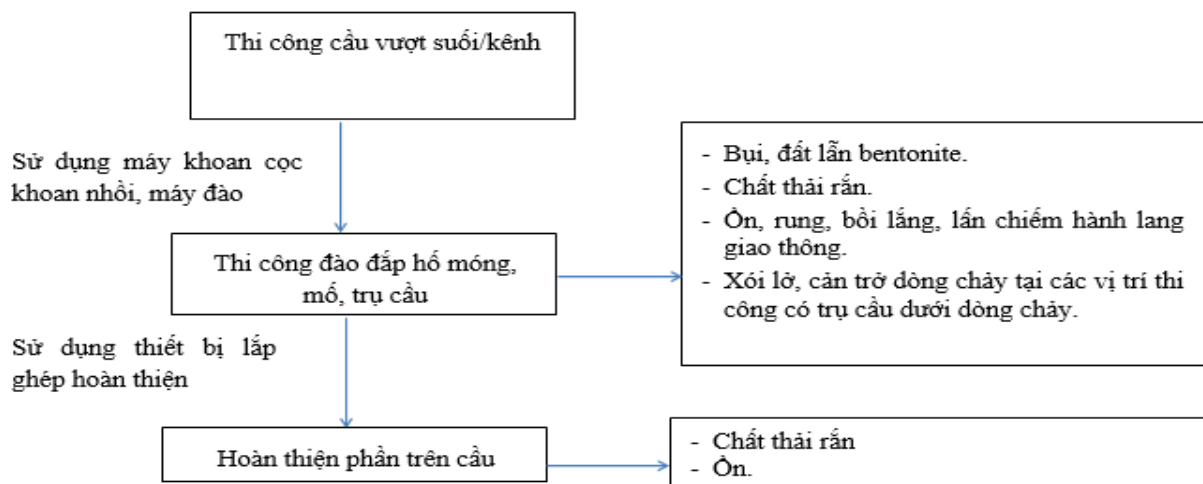 Thi công cầu vượt suối/kênh
Sử dụng máy khoan cọc
khoan nhồi, máy đào
- Bụi, đất lẫn bentonite.
- Chất thải rắn.
- Ồn, rung, bồi lắng, lấn chiếm hành lang
giao thông.
- Xói lở, cản trở dòng chảy tại các vị trí thi
công có trụ cầu dưới dòng chảy.
Thi công đào đắp hố móng,
mố, trụ cầu
Sử dụng thiết bị lắp
ghép hoàn thiện
Hoàn thiện phần trên cầu
- Chất thải rắn
- Ồn.